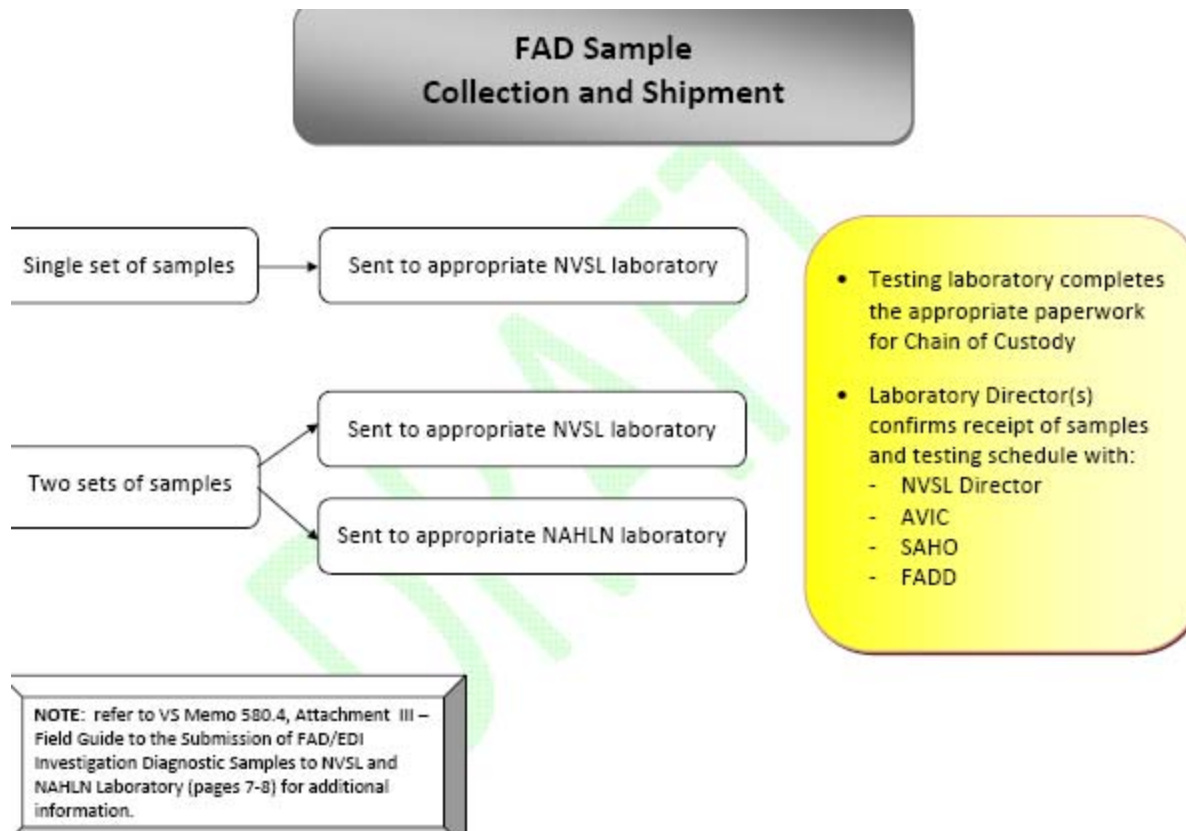 FAD Sample
Collection and Shipment
Single set of samples
Sent to appropriate NVSL laboratory
Two sets of samples
Sent to appropriate NVSL laboratory
Sent to appropriate NAHLN laboratory
• Testing laboratory completes
the appropriate paperwork
for Chain of Custody
• Laboratory Director(s)
confirms receipt of samples
and testing schedule with:
- NVSL Director
- AVIC
- SAHO
- FADD
NOTE: refer to VS Memo 580.4, Attachment III –
Field Guide to the Submission of FAD/EDI
Investigation Diagnostic Samples to NVSL and
NAHLN Laboratory (pages 7-8) for additional
information.
DRAFT